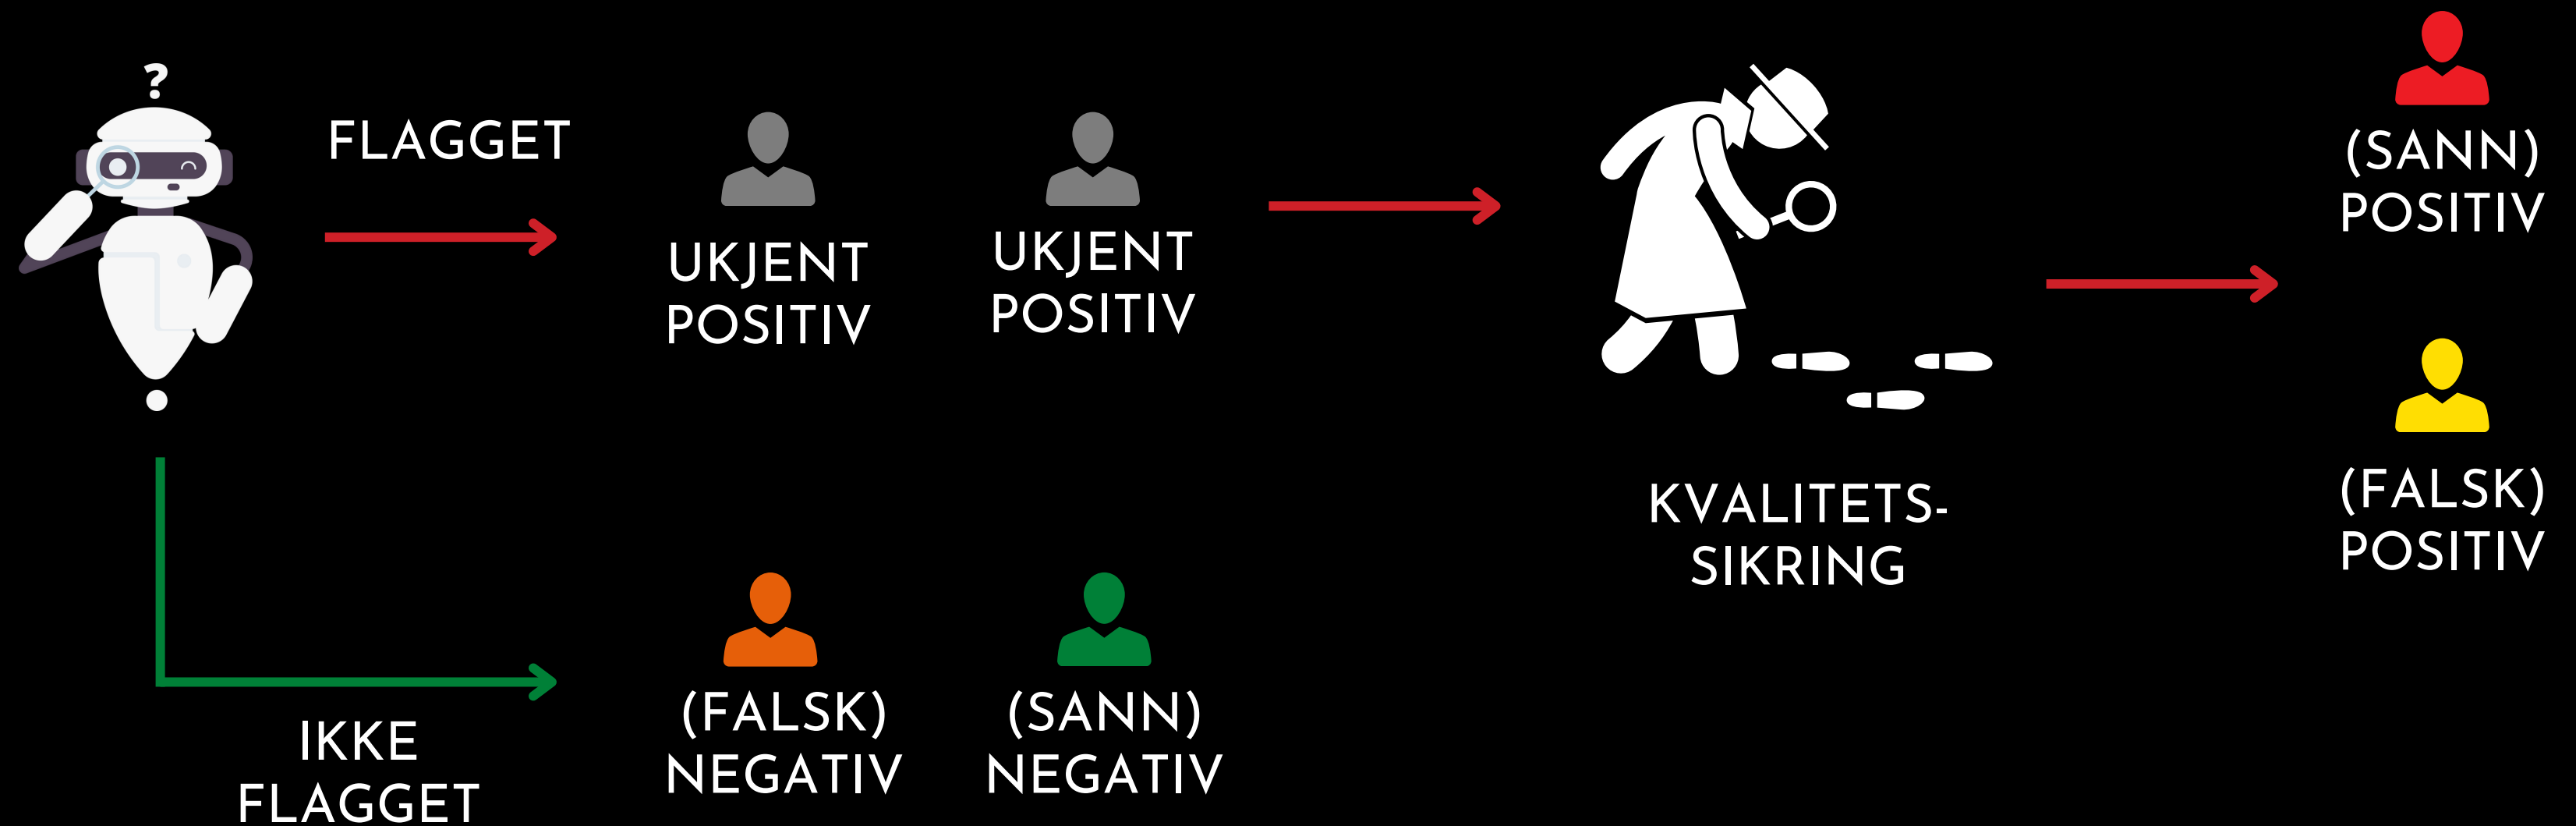 ?
FLAGGET
UKJENT
POSITIV
UKJENT
POSITIV
KVALITETS-
SIKRING
(SANN)
POSITIV
(FALSK)
POSITIV
IKKE
FLAGGET
(FALSK)
NEGATIV
(SANN)
NEGATIV